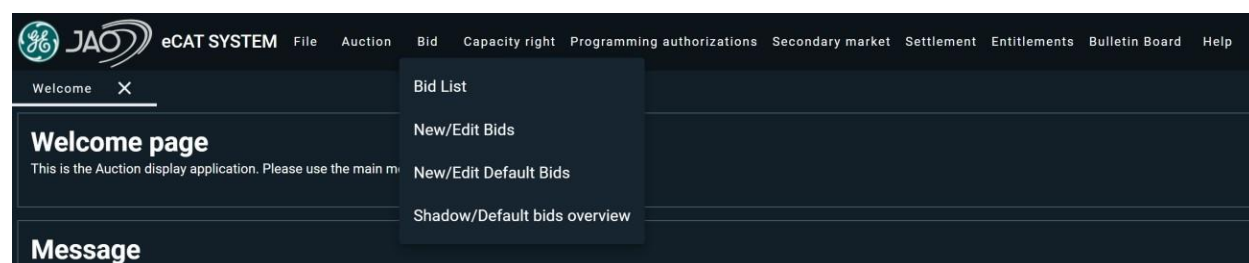 JAO eCAT SYSTEM File Auction Bid Capacity right Programming authorizations Secondary market Settlement Entitlements Bulletin Board Help
Welcome X
Bid List
New/Edit Bids
New/Edit Default Bids
Shadow/Default bids overview
Welcome page
This is the Auction display application. Please use the main
Message